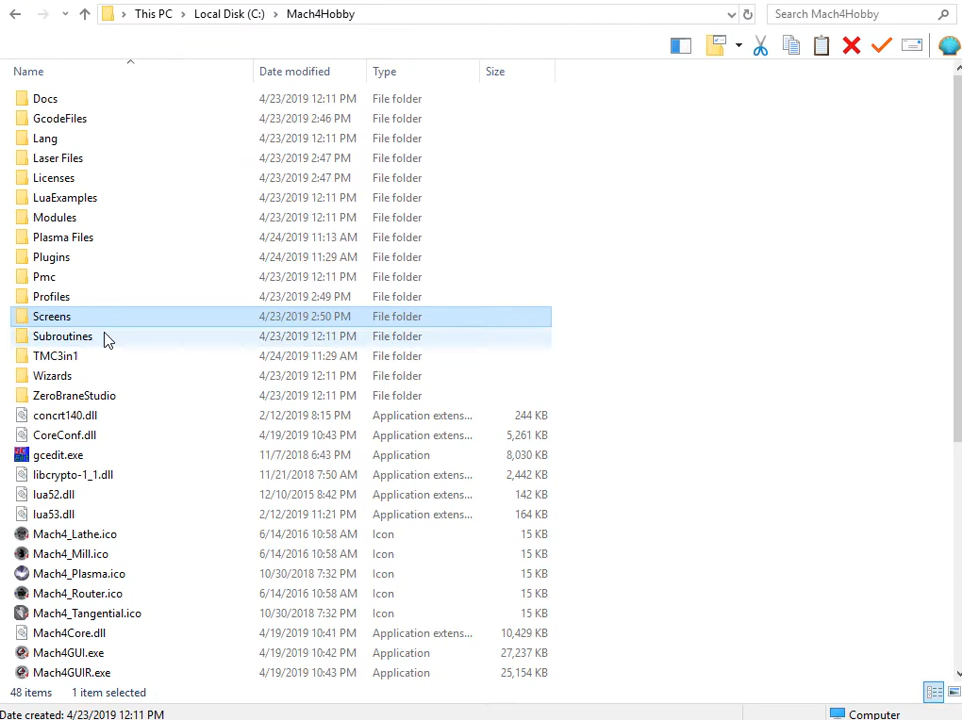 This PC > Local Disk (C:) > Mach4Hobby
Search Mach4Hobby
Name Date modified Type Size
Docs 4/23/2019 12:11 PM File folder
GcodeFiles 4/23/2019 2:46 PM File folder
Lang 4/23/2019 12:11 PM File folder
Laser Files 4/23/2019 2:47 PM File folder
Licenses 4/23/2019 2:47 PM File folder
LuaExamples 4/23/2019 12:11 PM File folder
Modules 4/23/2019 12:11 PM File folder
Plasma Files 4/24/2019 11:13 AM File folder
Plugins 4/24/2019 11:29 AM File folder
Pmc 4/23/2019 12:11 PM File folder
Profiles 4/23/2019 2:49 PM File folder
Screens 4/23/2019 2:50 PM File folder
Subroutines 4/23/2019 12:11 PM File folder
TMC3in1 4/24/2019 11:29 AM File folder
Wizards 4/23/2019 12:11 PM File folder
ZeroBraneStudio 4/23/2019 12:11 PM File folder
concrt140.dll 2/12/2019 8:15 PM Application extens... 244 KB
CoreConf.dll 4/19/2019 10:43 PM Application extens... 5,261 KB
gcedit.exe 11/7/2018 6:43 PM Application 8,030 KB
libcrypto-1_1.dll 11/21/2018 7:50 AM Application extens... 2,442 KB
lua52.dll 12/10/2015 8:42 PM Application extens... 142 KB
lua53.dll 2/12/2019 11:21 PM Application extens... 164 KB
Mach4_Lathe.ico 6/14/2016 10:58 AM Icon 15 KB
Mach4_Mill.ico 6/14/2016 10:58 AM Icon 15 KB
Mach4_Plasma.ico 10/30/2018 7:32 PM Icon 15 KB
Mach4_Router.ico 6/14/2016 10:58 AM Icon 15 KB
Mach4_Tangential.ico 10/30/2018 7:32 PM Icon 15 KB
Mach4Core.dll 4/19/2019 10:41 PM Application extens... 10,429 KB
Mach4GUI.exe 4/19/2019 10:42 PM Application 27,237 KB
Mach4GUIR.exe 4/19/2019 10:43 PM Application 25,154 KB
48 items 1 item selected
Date created: 4/23/2019 12:11 PM Computer